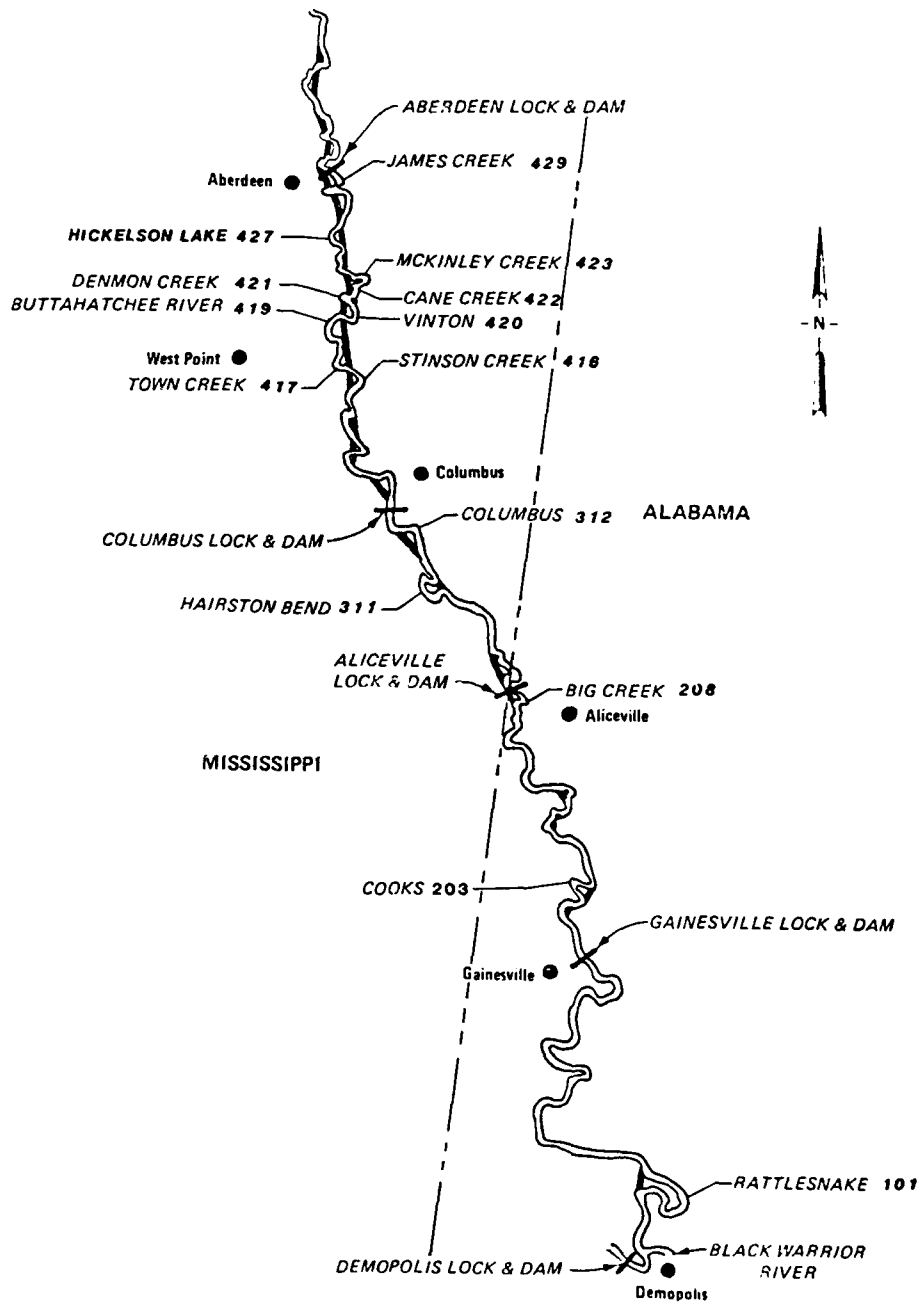 ABERDEEN LOCK & DAM
JAMES CREEK 429
Aberdeen
HICKELSON LAKE 427
MCKINLEY CREEK 423
DENMON CREEK 421
CANE CREEK 422
BUTTAHATCHEE RIVER 419
VINTON 420
-N-
West Point
STINSON CREEK 418
TOWN CREEK 417
Columbus
COLUMBUS 312
ALABAMA
COLUMBUS LOCK & DAM
HAIRSTON BEND 311
ALICEVILLE
LOCK & DAM
BIG CREEK 208
Aliceville
MISSISSIPPI
COOKS 203
GAINESVILLE LOCK & DAM
Gainesville
RATTLESNAKE 101
BLACK WARRIOR
RIVER
DEMOPOLIS LOCK & DAM
Demopolis